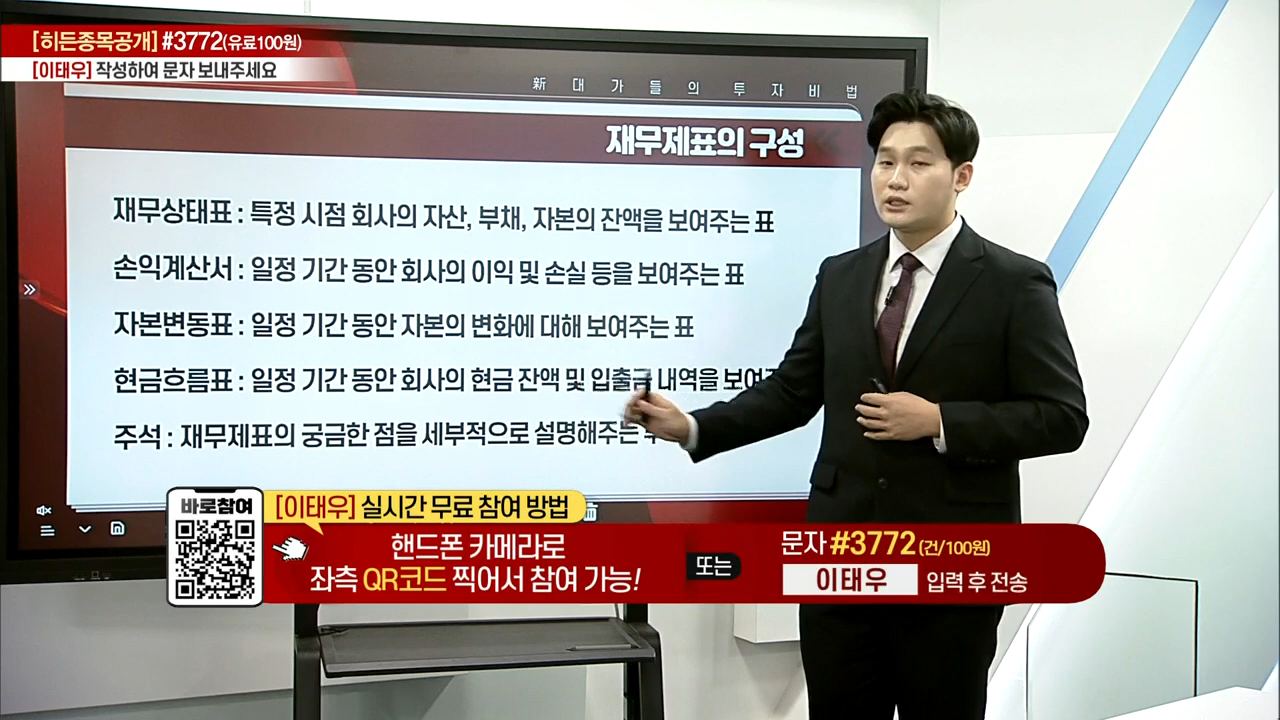 [히든종목공개] #3772(유료100원)
[이태우] 작성하여 문자 보내주세요
新 대 가 들 의 투 자 비 법
재무제표의 구성
재무상태표 : 특정 시점 회사의 자산, 부채, 자본의 잔액을 보여주는 표
손익계산서 : 일정 기간 동안 회사의 이익 및 손실 등을 보여주는 표
자본변동표 : 일정 기간 동안 자본의 변화에 대해 보여주는 표
현금흐름표 : 일정 기간 동안 회사의 현금 잔액 및 입출금 내역을
주석 : 재무제표의 궁금한 점을 세부적으로 설명해주는
바로참여
[이태우] 실시간 무료 참여 방법
핸드폰 카메라로
좌측 QR코드 찍어서 참여 가능!
또는
문자 #3772 (건/100원)
이태우 입력 후 전송